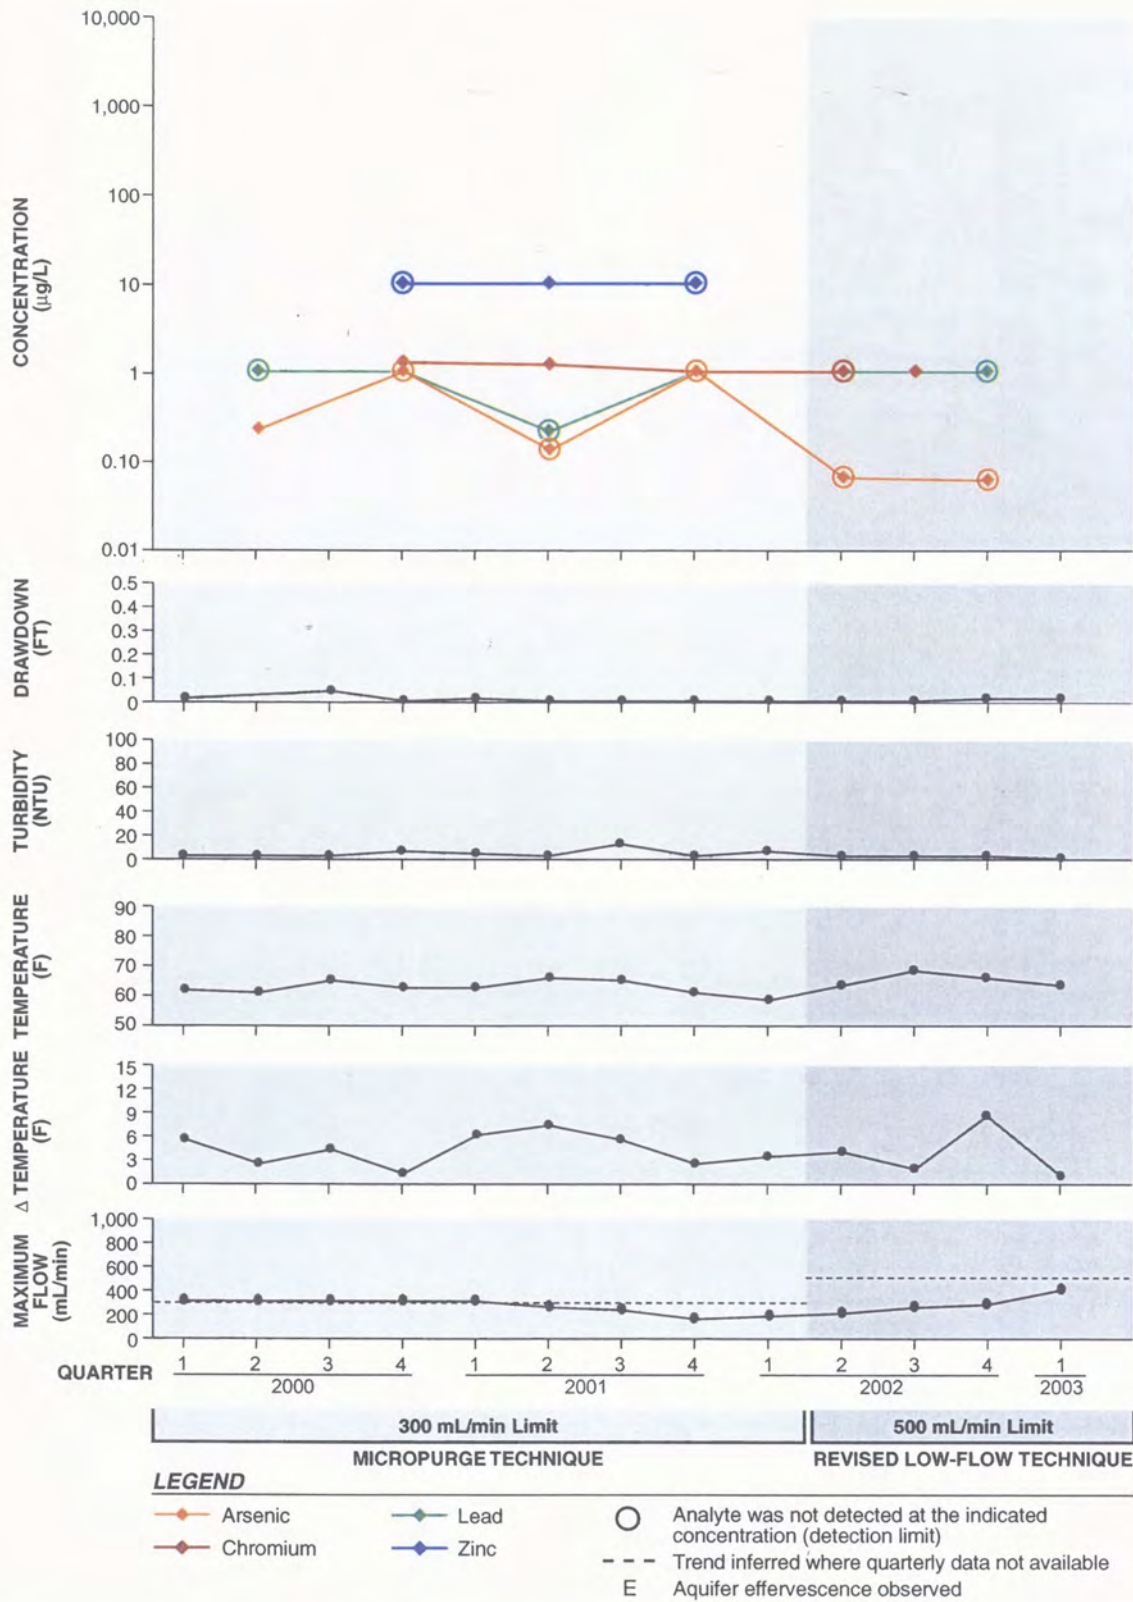 CONCENTRATION
(µg/L)
10,000
1,000
100
10
1
0.10
0.01
DRAWDOWN
(FT)
0.5
0.4
0.3
0.2
0.1
0
TURBIDITY
(NTU)
100
80
60
40
20
0
TEMPERATURE
(F)
90
80
70
60
50
Δ TEMPERATURE
(F)
15
12
9
6
3
0
MAXIMUM
FLOW
(mL/min)
1,000
800
600
400
200
0
QUARTER 1 2 3 4 1 2 3 4 1 2 3 4 1
2000 2001 2002 2003
300 mL/min Limit 500 mL/min Limit
MICROPURGE TECHNIQUE REVISED LOW-FLOW TECHNIQUE
LEGEND
Arsenic
Chromium
Lead
Zinc
Analyte was not detected at the indicated
concentration (detection limit)
Trend inferred where quarterly data not available
E Aquifer effervescence observed